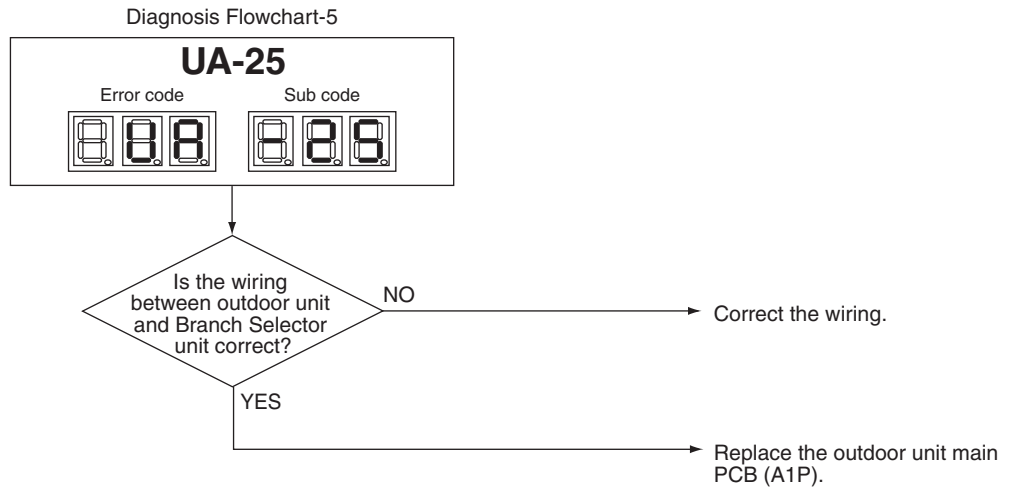 Diagnosis Flowchart-5
UA-25
Error code
Sub code
UA
-25
Is the wiring
between outdoor unit
and Branch Selector
unit correct?
NO
Correct the wiring.
YES
Replace the outdoor unit main
PCB (A1P).